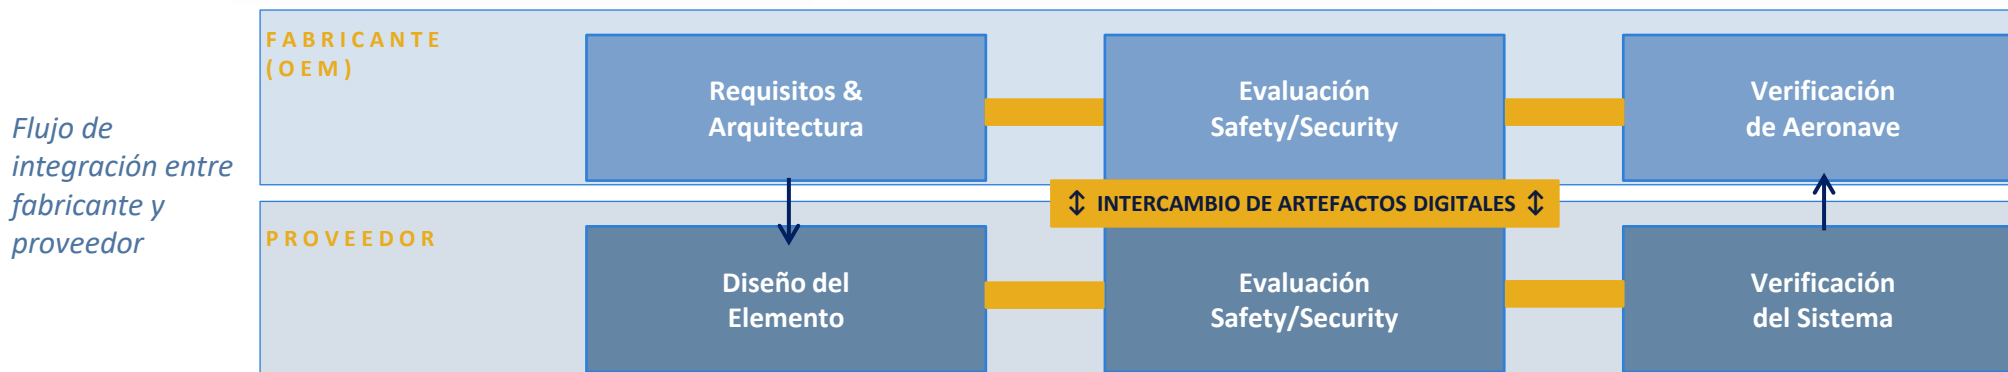 Flujo de
integración entre
fabricante y
proveedor
FABRICANTE
(OEM)
Requisitos &
Arquitectura
Evaluación
Safety/Security
Verificación
de Aeronave
↕ INTERCAMBIO DE ARTEFACTOS DIGITALES ↕
PROVEEDOR
Diseño del
Elemento
Evaluación
Safety/Security
Verificación
del Sistema